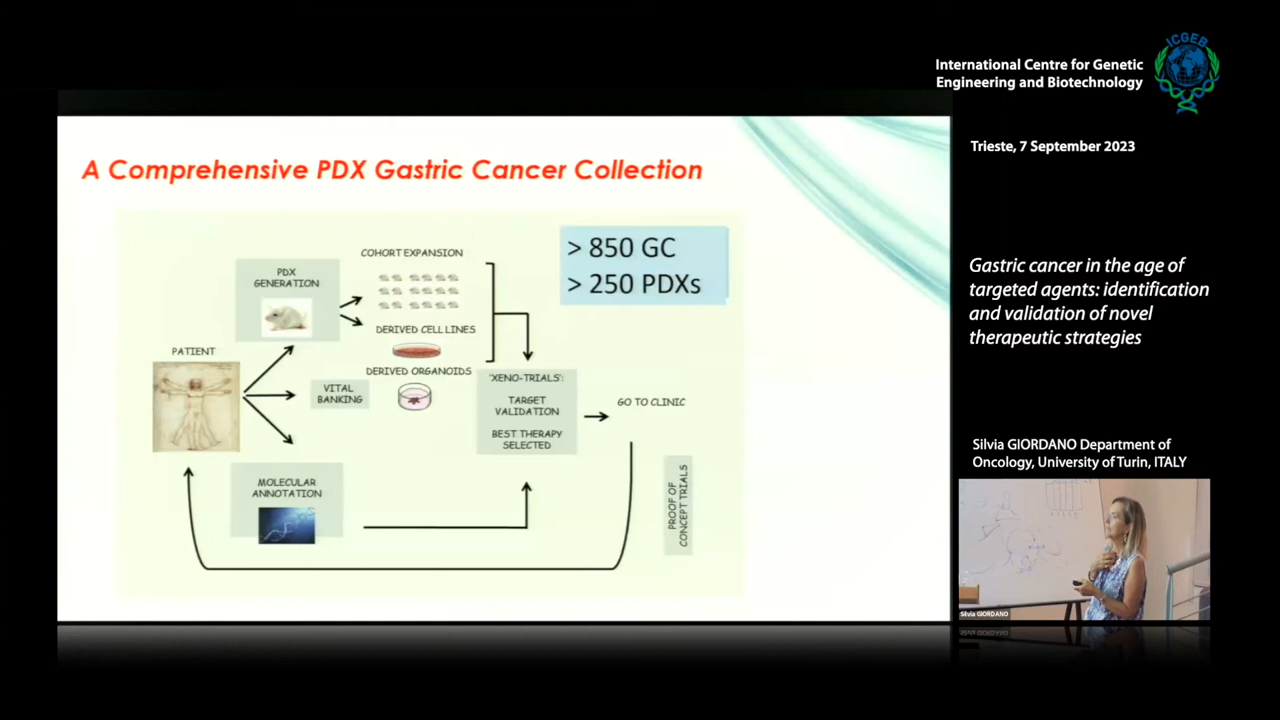 ICGEB
International Centre for Genetic
Engineering and Biotechnology
Trieste, 7 September 2023
A Comprehensive PDX Gastric Cancer Collection
> 850 GC
> 250 PDXs
COHORT EXPANSION
PDX
GENERATION
DERIVED CELL LINES
PATIENT
DERIVED ORGANOIDS
VITAL
BANKING
'XENO-TRIALS':
TARGET
VALIDATION
BEST THERAPY
SELECTED
GO TO CLINIC
MOLECULAR
ANNOTATION
PROOF OF
CONCEPT TRIALS
Gastric cancer in the age of
targeted agents: identification
and validation of novel
therapeutic strategies
Silvia GIORDANO Department of
Oncology, University of Turin, ITALY
Silvia GIORDANO